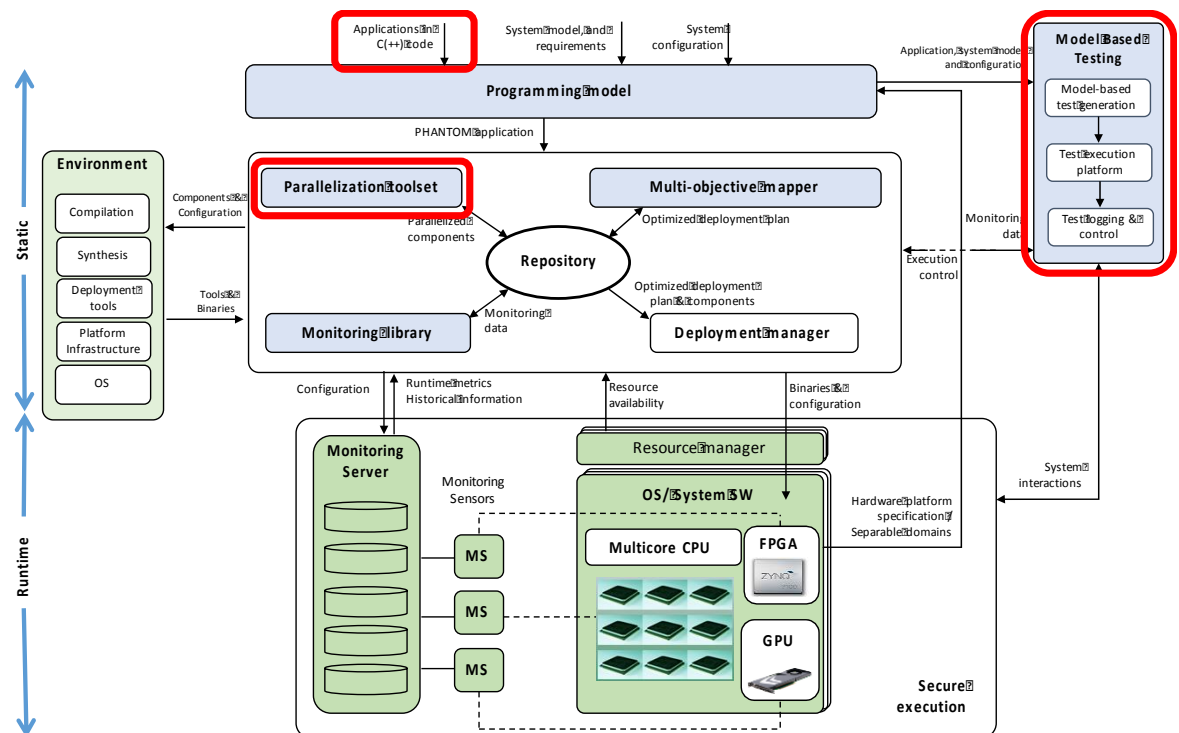 Applications in
C(++) code
System model, and
requirements
System
configuration
Programming model
Application, system model
and configuration
Model Based
Testing
Model-based
test generation
Test execution
platform
Test logging &
control
PHANTOM application
Environment
Compilation
Synthesis
Deployment
tools
Platform
Infrastructure
OS
Components &
Configuration
Tools &
Binaries
Parallelization toolset
Multi-objective mapper
Parallelized
components
Optimized deployment plan
Repository
Optimized deployment
plan & components
Monitoring
data
Monitoring library
Deployment manager
Monitoring
data
Execution
control
Static
Configuration
Runtime metrics
Historical Information
Resource
availability
Binaries &
configuration
Runtime
Monitoring
Server
Monitoring
Sensors
MS
MS
MS
Resource manager
OS/ System SW
Multicore CPU
FPGA
ZYNQ
GPU
Hardware platform
specification /
Separable domains
System
interactions
Secure
execution